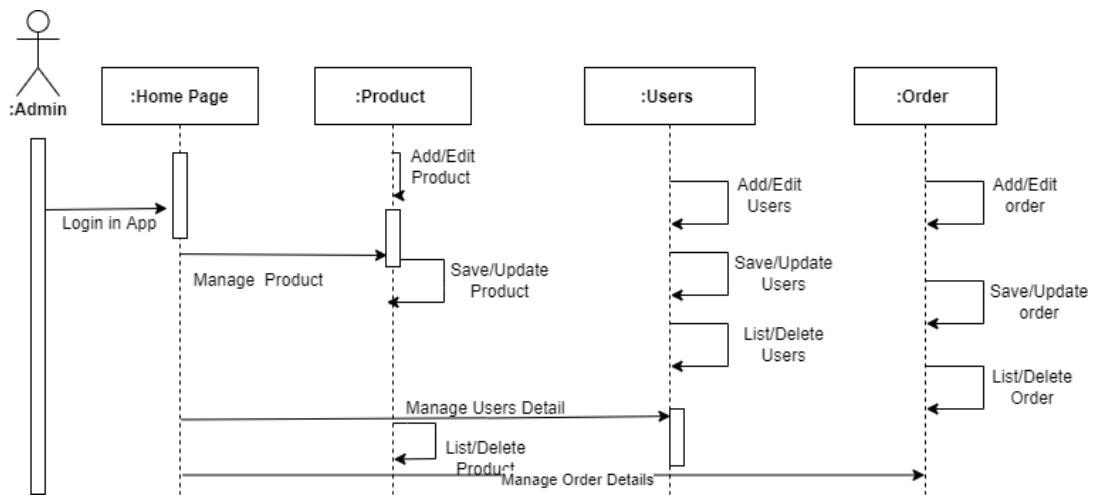 :Admin
:Home Page
:Product
:Users
:Order
Add/Edit
Product
Add/Edit
Users
Add/Edit
order
Login in App
Manage  Product
Save/Update
Product
Save/Update
Users
Save/Update
order
List/Delete
Users
List/Delete
Order
Manage Users Detail
List/Delete
Product
Manage Order Details